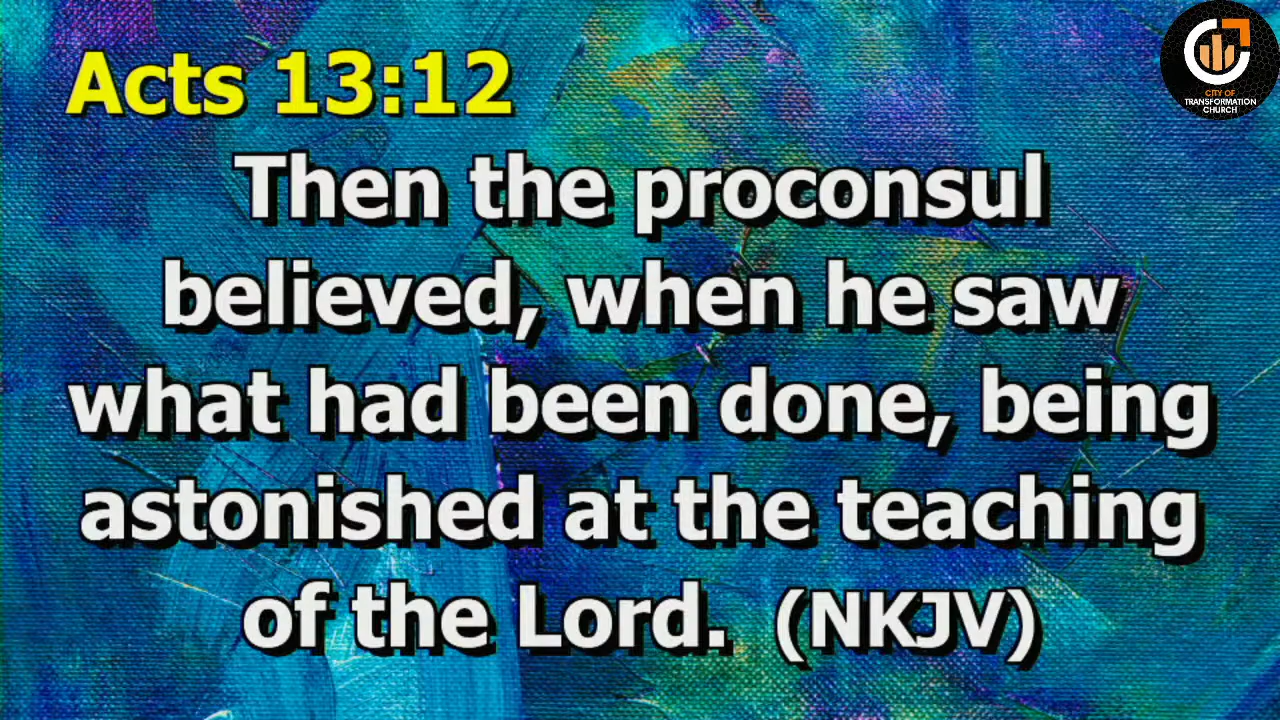 Acts 13:12
CITY OF
TRANSFORMATION
CHURCH
Then the proconsul
believed, when he saw
what had been done, being
astonished at the teaching
of the Lord. (NKJV)